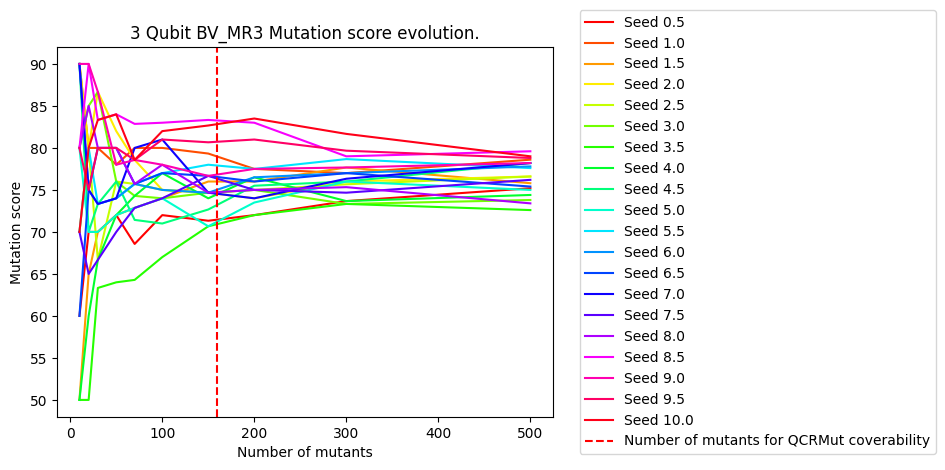 3 Qubit BV_MR3 Mutation score evolution.
90
85
80
75
70
65
60
55
50
Mutation score
0
100
200
300
400
500
Number of mutants
Seed 0.5
Seed 1.0
Seed 1.5
Seed 2.0
Seed 2.5
Seed 3.0
Seed 3.5
Seed 4.0
Seed 4.5
Seed 5.0
Seed 5.5
Seed 6.0
Seed 6.5
Seed 7.0
Seed 7.5
Seed 8.0
Seed 8.5
Seed 9.0
Seed 9.5
Seed 10.0
Number of mutants for QCRMut coverability